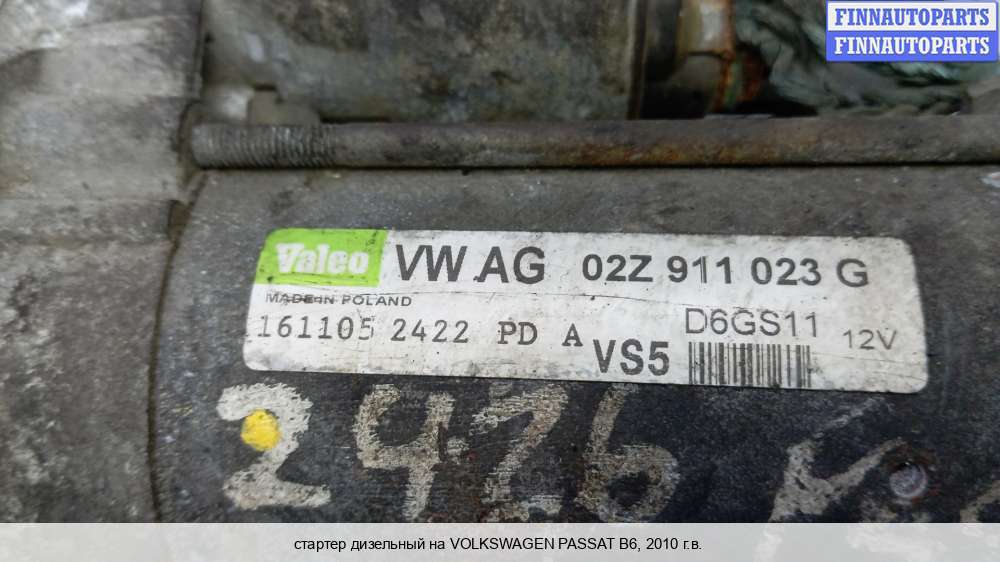 FINNAUTOPARTS
FINNAUTOPARTS
Valeo VW AG 02Z 911 023 G
MADE IN POLAND
161105 2422 PD A VS5 D6GS11 12V
2426
стартер дизельный на VOLKSWAGEN PASSAT B6, 2010 г.в.